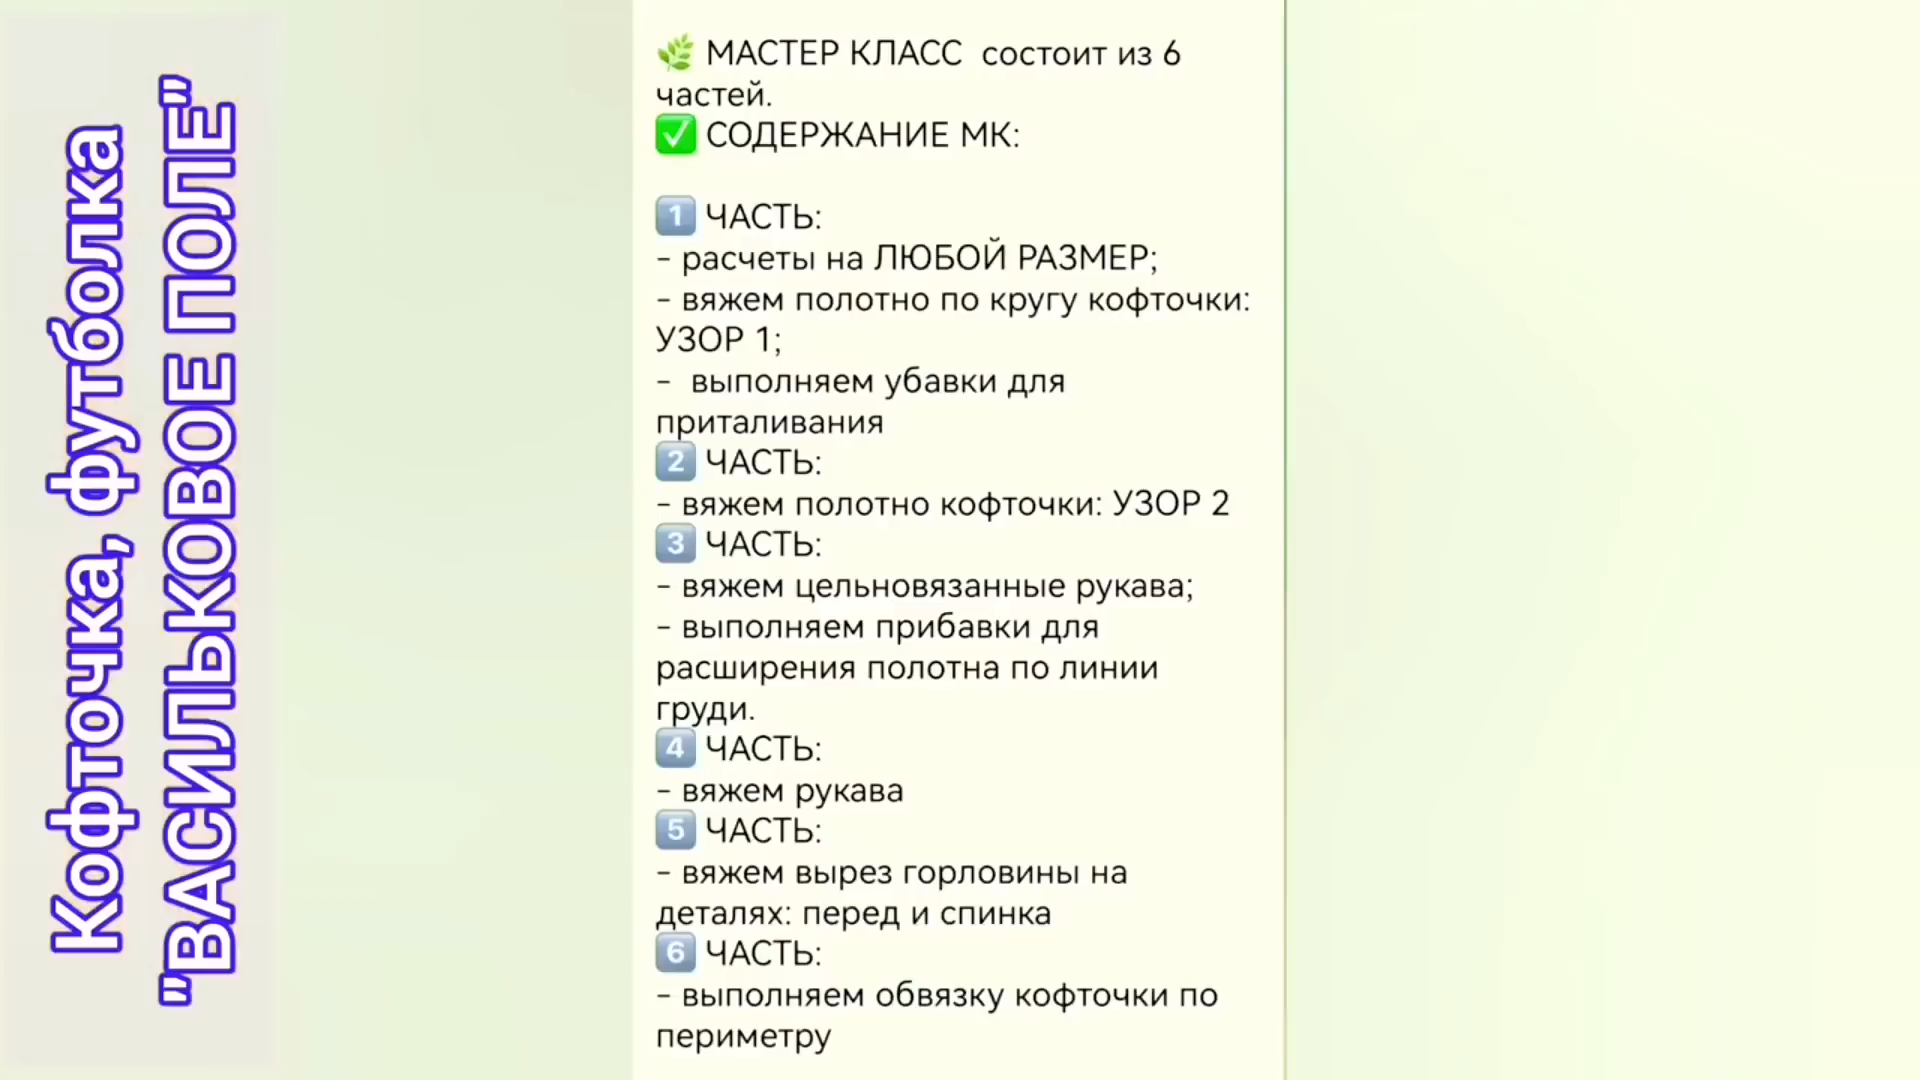 Кофточка, футболка
"ВАСИЛЬКОВОЕ ПОЛЕ"
🌿 МАСТЕР КЛАСС состоит из 6
частей.
✅ СОДЕРЖАНИЕ МК:
1️⃣ ЧАСТЬ:
- расчеты на ЛЮБОЙ РАЗМЕР;
- вяжем полотно по кругу кофточки:
УЗОР 1;
- выполняем убавки для
приталивания
2️⃣ ЧАСТЬ:
- вяжем полотно кофточки: УЗОР 2
3️⃣ ЧАСТЬ:
- вяжем цельновязанные рукава;
- выполняем прибавки для
расширения полотна по линии
груди.
4️⃣ ЧАСТЬ:
- вяжем рукава
5️⃣ ЧАСТЬ:
- вяжем вырез горловины на
деталях: перед и спинка
6️⃣ ЧАСТЬ:
- выполняем обвязку кофточки по
периметру